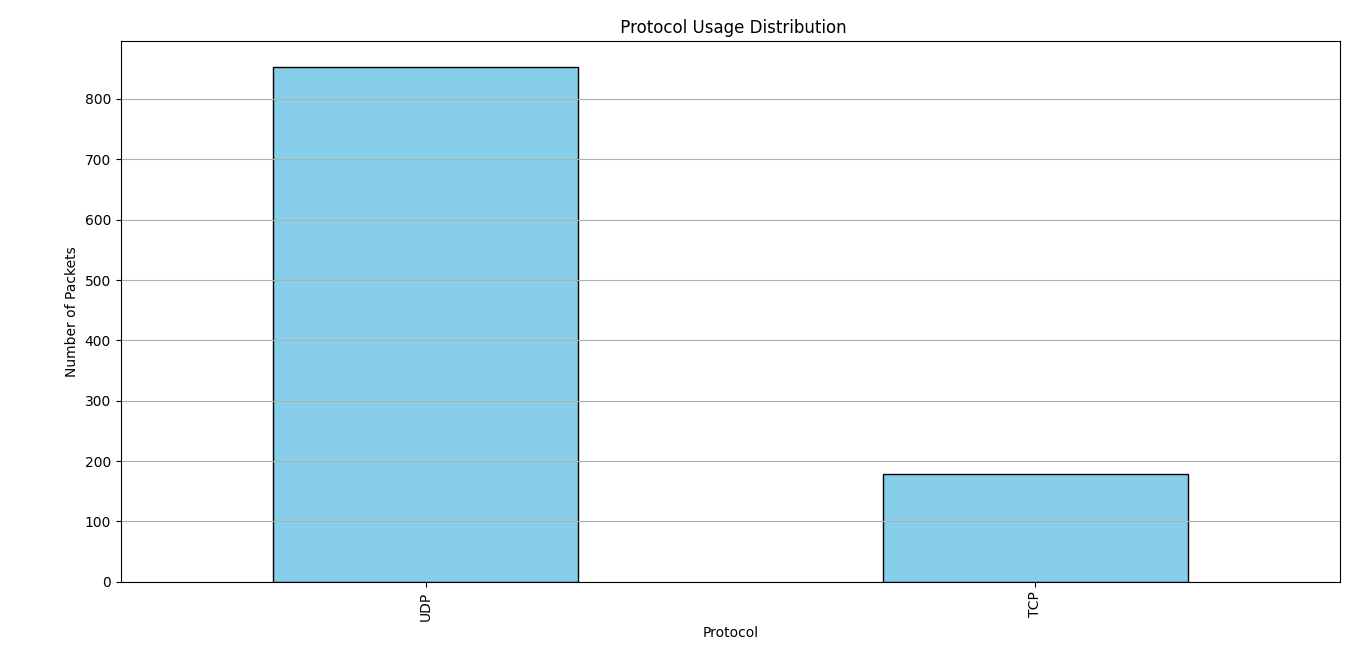 Protocol Usage Distribution
800
700
600
500
400
300
200
100
0
Number of Packets
UDP
TCP
Protocol